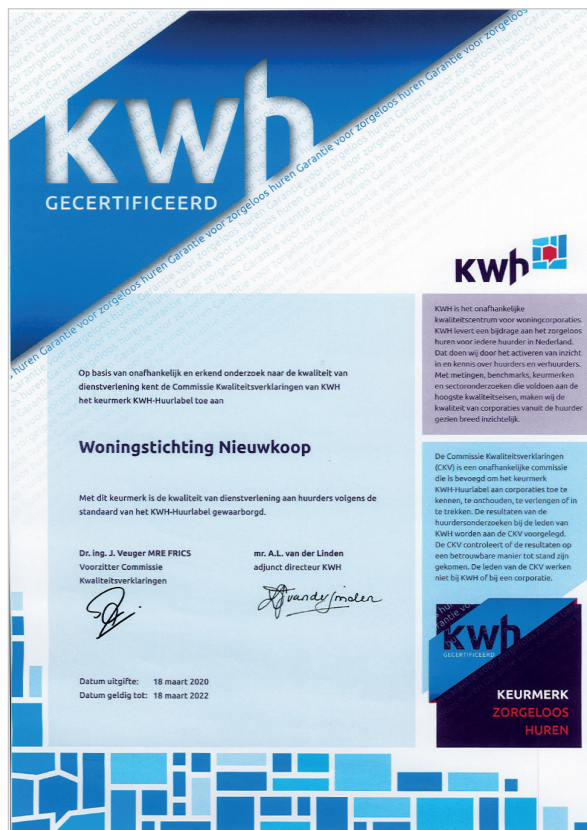 kwh
GECERTIFICEERD
Garantie voor zorgeloos huren Garantie voor zorgeloos huren Garantie voor zorgeloos huren
kwh
KWH is het onafhankelijke
kwaliteitscentrum voor woningcorporaties.
KWH levert een bijdrage aan het zorgeloos
huren voor iedere huurder in Nederland.
Dat doen wij door het activeren van inzicht
in en kennis over huurders en verhuurders.
Met metingen, benchmarks, keurmerken
en sectoronderzoeken die voldoen aan de
hoogste kwaliteitseisen, maken wij de
kwaliteit van corporaties vanuit de huurder
gezien breed inzichtelijk.
Op basis van onafhankelijk en erkend onderzoek naar de kwaliteit van
dienstverlening kent de Commissie Kwaliteitsverklaringen van KWH
het keurmerk KWH-Huurlabel toe aan
Woningstichting Nieuwkoop
Met dit keurmerk is de kwaliteit van dienstverlening aan huurders volgens de
standaard van het KWH-Huurlabel gewaarborgd.
De Commissie Kwaliteitsverklaringen
(CKV) is een onafhankelijke commissie
die is bevoegd om het keurmerk
KWH-Huurlabel aan corporaties toe te
kennen, te onthouden, te verlengen of in
te trekken. De resultaten van de
huurdersonderzoeken bij de leden van
KWH worden aan de CKV voorgelegd.
De CKV controleert of de resultaten op
een betrouwbare manier tot stand zijn
gekomen. De leden van de CKV werken
niet bij KWH of bij een corporatie.
Dr. ing. J. Veuger MRE FRICS
Voorzitter Commissie
Kwaliteitsverklaringen
mr. A.L. van der Linden
adjunct directeur KWH
Datum uitgifte: 18 maart 2020
Datum geldig tot: 18 maart 2022
kwh
GECERTIFICEERD
KEURMERK
ZORGELOOS
HUREN